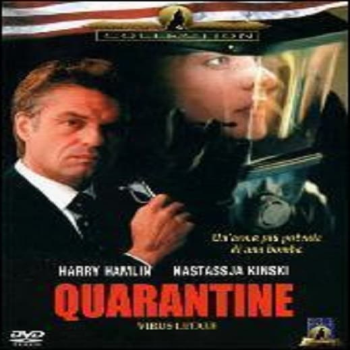 COLLECTION
Un'arma più potente
di una bomba
HARRY HAMLIN NASTASSJA KINSKI
QUARANTINE
VIRUS LETALE
DVD